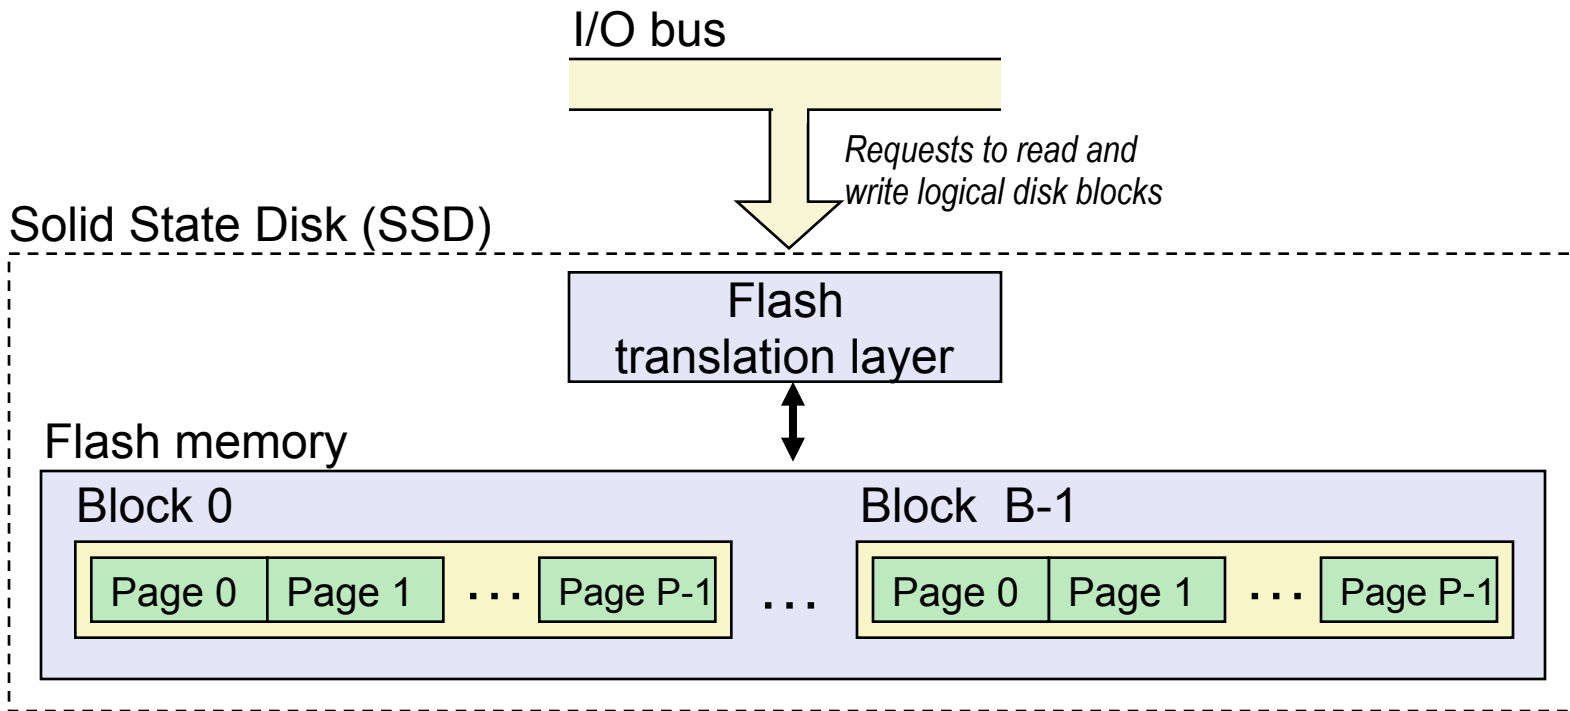 I/O bus
Requests to read and
write logical disk blocks
Solid State Disk (SSD)
Flash
translation layer
Flash memory
Block 0
Block B-1
Page 0 Page 1 ... Page P-1 ... Page 0 Page 1 ... Page P-1